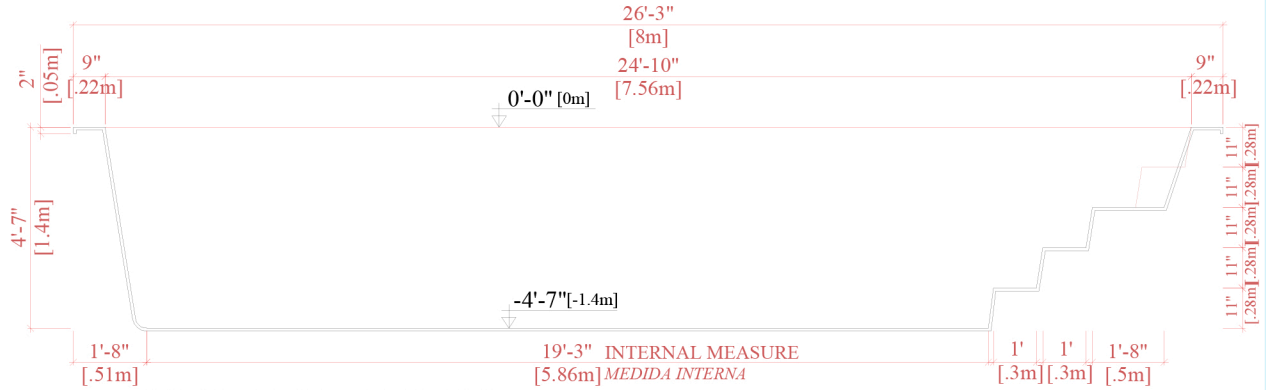 26'-3"
[8m]
9"
[.22m]
24'-10"
[7.56m]
9"
[.22m]
2"
[.05m]
0'-0" [0m]
4'-7"
[1.4m]
11"
[.28m]
11"
[.28m]
11"
[.28m]
11"
[.28m]
11"
[.28m]
-4'-7" [-1.4m]
1'-8"
[.51m]
19'-3" INTERNAL MEASURE
[5.86m] MEDIDA INTERNA
1'
[.3m]
1'
[.3m]
1'-8"
[.5m]